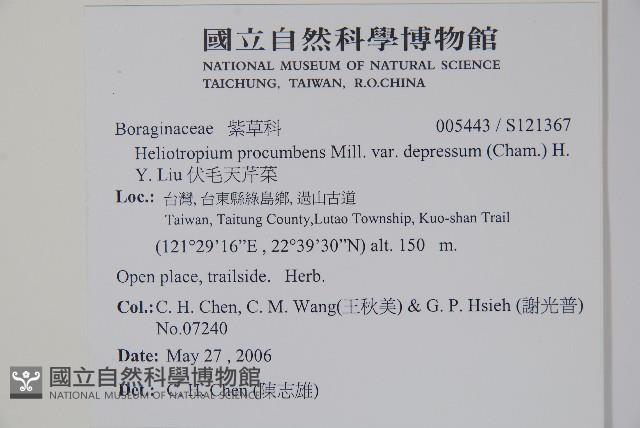 國立自然科學博物館
NATIONAL MUSEUM OF NATURAL SCIENCE
TAICHUNG, TAIWAN, R.O.CHINA
Boraginaceae 紫草科 005443 / S121367
Heliotropium procumbens Mill. var. depressum (Cham.) H.
Y. Liu 伏毛天芹菜
Loc.: 台灣, 台東縣綠島鄉, 過山古道
Taiwan, Taitung County,Lutao Township, Kuo-shan Trail
(121°29'16”E , 22°39'30”N) alt. 150 m.
Open place, trailside. Herb.
Col.: C. H. Chen, C. M. Wang(王秋美) & G. P. Hsieh (謝光普)
No.07240
Date: May 27 , 2006
Det.: C. H. Chen (陳志雄)
國立自然科學博物館
NATIONAL MUSEUM OF NATURAL SCIENCE